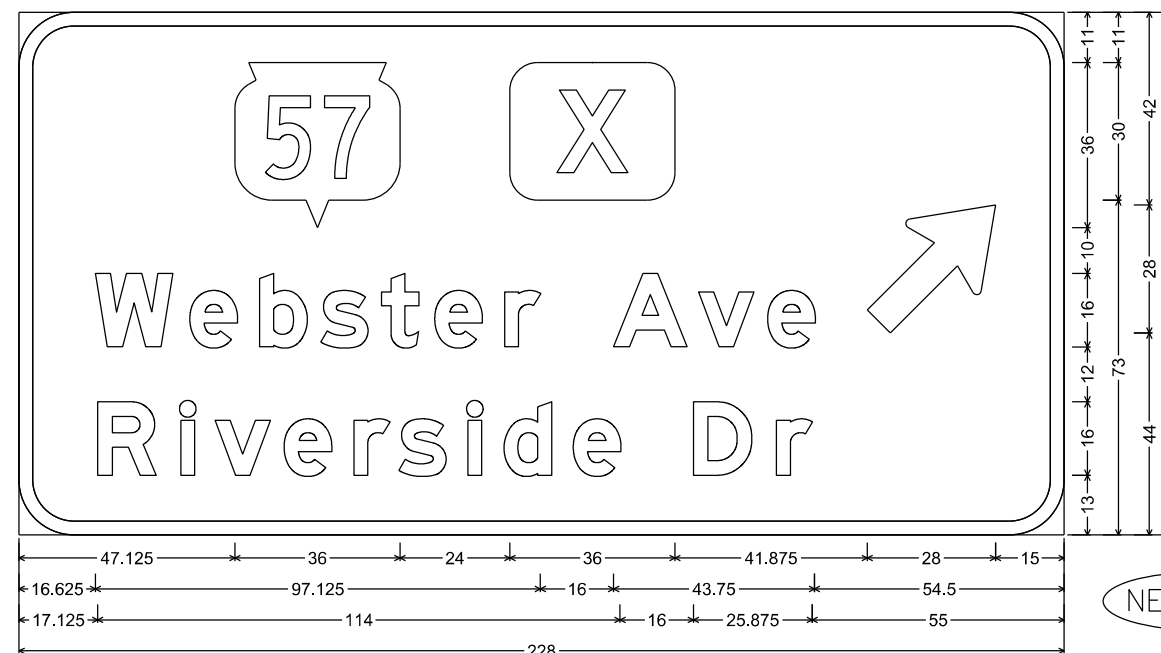 57 X
Webster Ave
Riverside Dr
11 36 10 16 12 16 13
11 30 73
42 28 44
47.125 36 24 36 41.875 28 15
16.625 97.125 16 43.75 54.5
17.125 114 16 25.875 55
228
NE